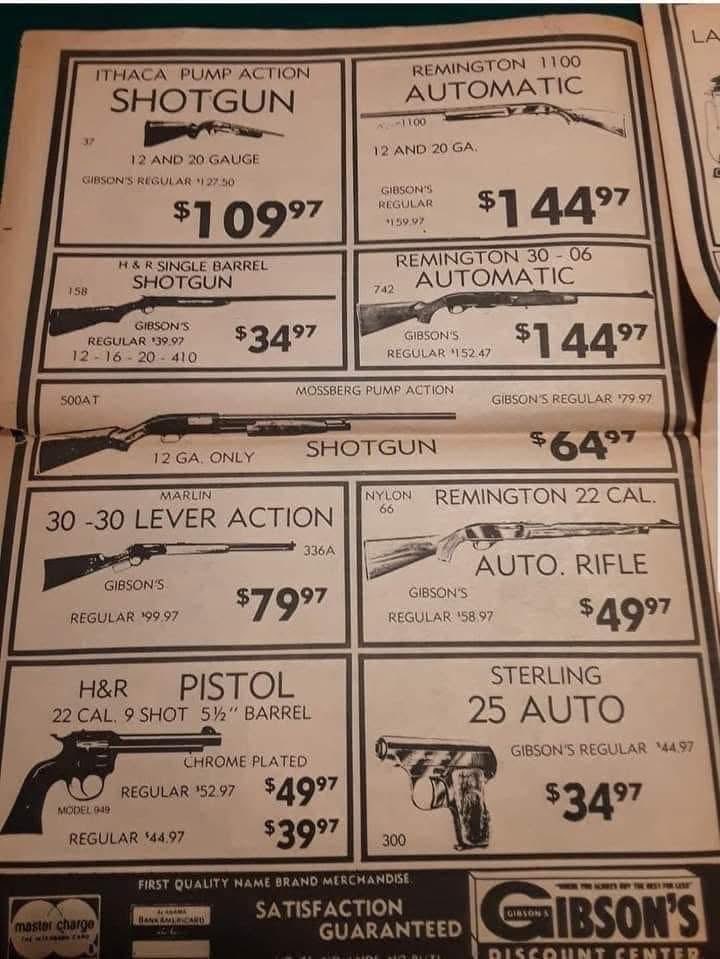 ITHACA PUMP ACTION
SHOTGUN
37
12 AND 20 GAUGE
GIBSON'S REGULAR $127.50
$109.97
REMINGTON 1100
AUTOMATIC
1100
12 AND 20 GA.
GIBSON'S
REGULAR
$159.97
$144.97
H & R SINGLE BARREL
SHOTGUN
158
GIBSON'S
REGULAR $39.97
12 - 16 - 20 - 410
$34.97
REMINGTON 30 - 06
742 AUTOMATIC
GIBSON'S
REGULAR $152.47
$144.97
500AT
MOSSBERG PUMP ACTION
GIBSON'S REGULAR $79.97
12 GA. ONLY
SHOTGUN
$64.97
MARLIN
30 -30 LEVER ACTION
336A
GIBSON'S
REGULAR $99.97
$79.97
NYLON
66
REMINGTON 22 CAL.
AUTO. RIFLE
GIBSON'S
REGULAR $58.97
$49.97
H&R PISTOL
22 CAL. 9 SHOT 5½" BARREL
CHROME PLATED
REGULAR $52.97 $49.97
MODEL 949
REGULAR $44.97 $39.97
STERLING
25 AUTO
GIBSON'S REGULAR $44.97
$34.97
300
FIRST QUALITY NAME BRAND MERCHANDISE
master charge
THE INTERBANK CARD
BANKAMERICARD
SATISFACTION
GUARANTEED
GIBSON'S
GIBSON'S
DISCOUNT CENTER
LA